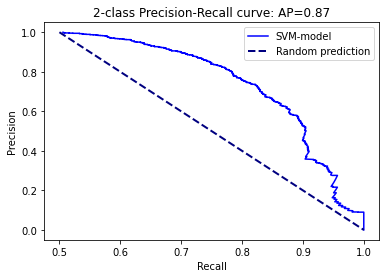 2-class Precision-Recall curve: AP=0.87
SVM-model
Random prediction
Precision
1.0
0.8
0.6
0.4
0.2
0.0
0.5 0.6 0.7 0.8 0.9 1.0
Recall